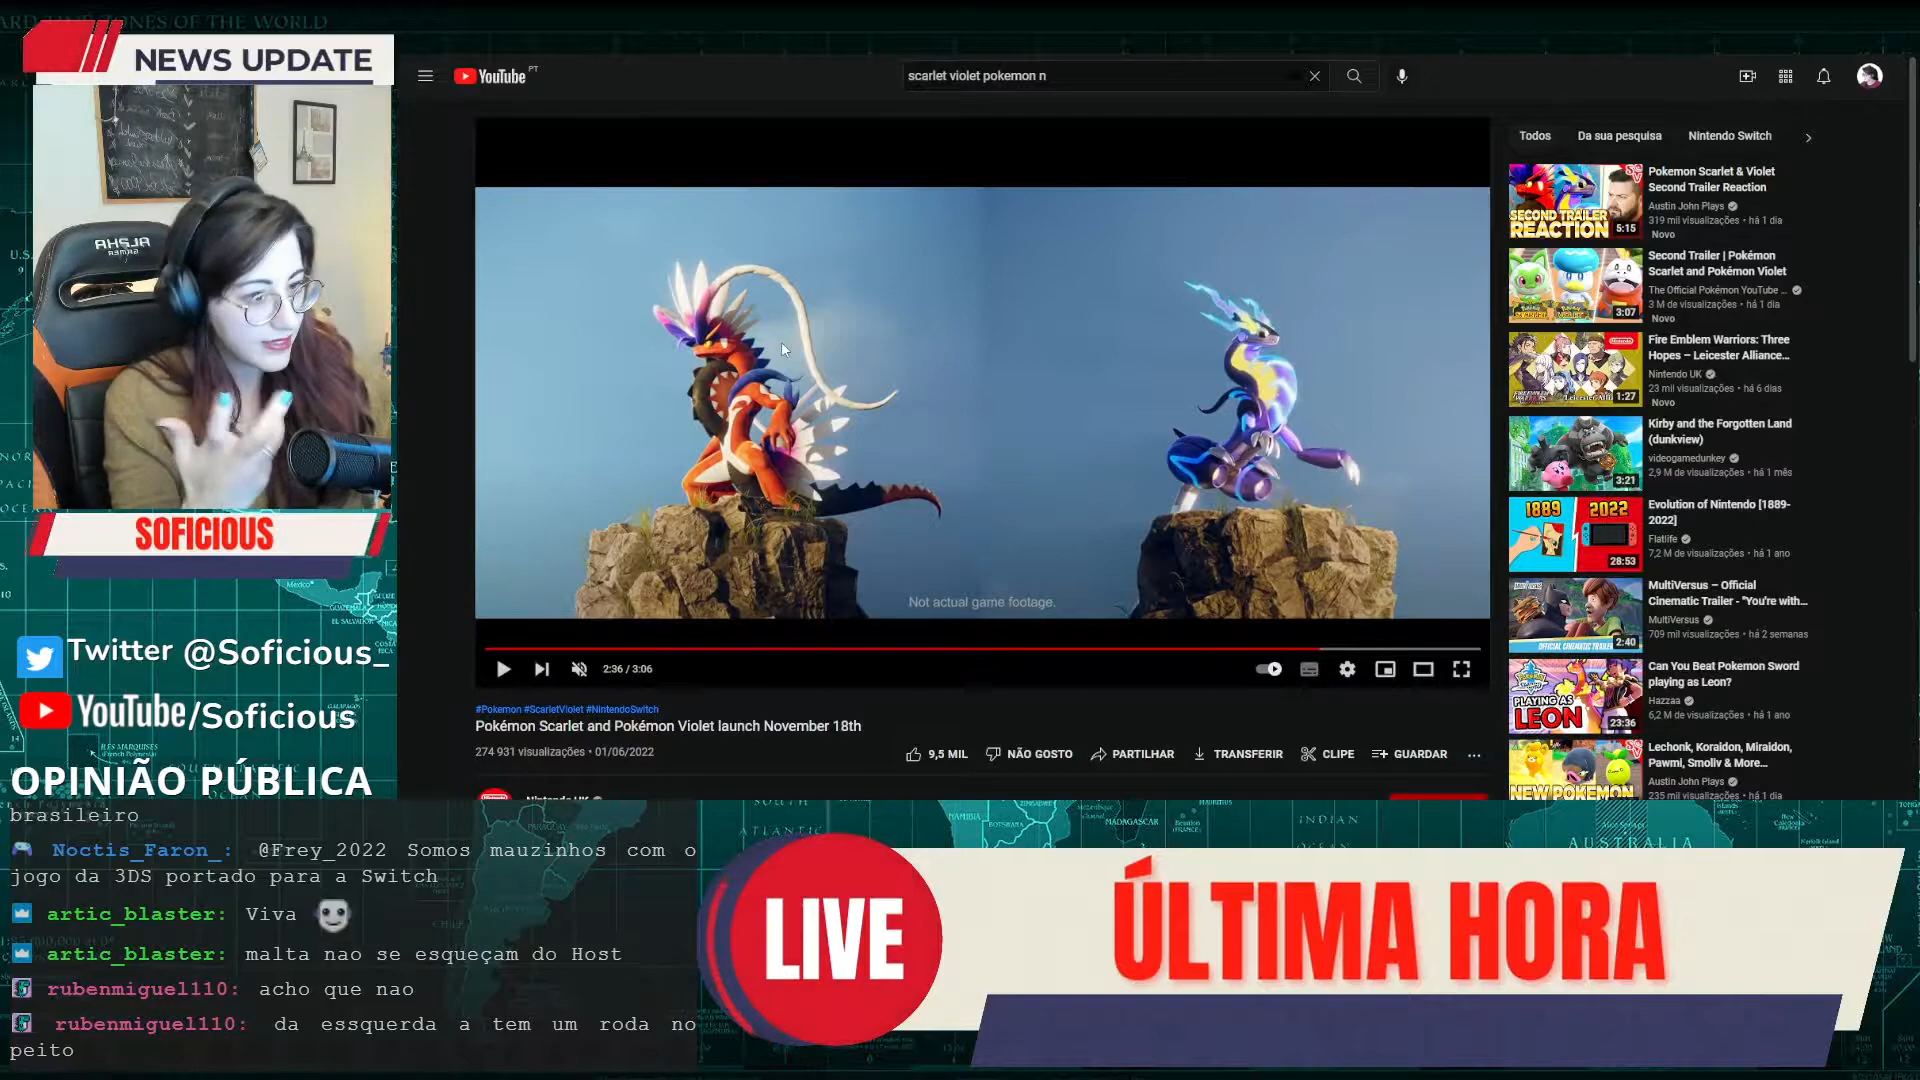 NEWS UPDATE
SOFICIOUS
Twitter @Soficious_
YouTube/Soficious
OPINIÃO PÚBLICA
brasileiro
Noctis_Faron_: @Frey_2022 Somos mauzinhos com o
jogo da 3DS portado para a Switch
artic_blaster: Viva
artic_blaster: malta nao se esqueçam do Host
rubenmiguel110: acho que nao
rubenmiguel110: da essquerda a tem um roda no
peito
YouTube PT
scarlet violet pokemon n
Not actual game footage.
2:36 / 3:06
#Pokemon #ScarletViolet #NintendoSwitch
Pokémon Scarlet and Pokémon Violet launch November 18th
274 931 visualizações • 01/06/2022
9,5 MIL
NÃO GOSTO
PARTILHAR
TRANSFERIR
CLIPE
GUARDAR
Todos
Da sua pesquisa
Nintendo Switch
SECOND TRAILER
REACTION
5:15
Pokemon Scarlet & Violet
Second Trailer Reaction
Austin John Plays
319 mil visualizações • há 1 dia
Novo
3:07
Second Trailer | Pokémon
Scarlet and Pokémon Violet
The Official Pokémon YouTube ...
3 M de visualizações • há 1 dia
Novo
1:27
Fire Emblem Warriors: Three
Hopes – Leicester Alliance...
Nintendo UK
23 mil visualizações • há 6 dias
Novo
3:21
Kirby and the Forgotten Land
(dunkview)
videogamedunkey
2,9 M de visualizações • há 1 mês
1889
2022
28:53
Evolution of Nintendo [1889-
2022]
Flatlife
7,2 M de visualizações • há 1 ano
OFFICIAL CINEMATIC TRAILER
2:40
MultiVersus – Official
Cinematic Trailer - "You're with...
MultiVersus
709 mil visualizações • há 2 semanas
PLAYING AS
LEON
23:36
Can You Beat Pokemon Sword
playing as Leon?
Hazzaa
6,2 M de visualizações • há 1 ano
NEW POKEMON
Lechonk, Koraidon, Miraidon,
Pawmi, Smoliv & More...
Austin John Plays
235 mil visualizações • há 1 dia
LIVE
ÚLTIMA HORA
SOUTH
ATLANTIC
NAMIBIA
BOTSWANA
MADAGASCAR
INDIAN
AUSTRALIA